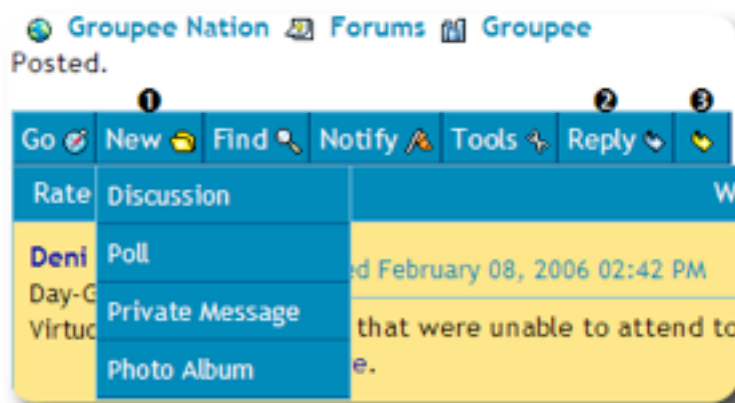 Groupee Nation Forums Groupee
Posted.
1 2 3
Go New Find Notify Tools Reply
Rate Discussion W
Deni Poll ed February 08, 2006 02:42 PM
Day-G
Virtuo Private Message that were unable to attend to
Photo Album e.